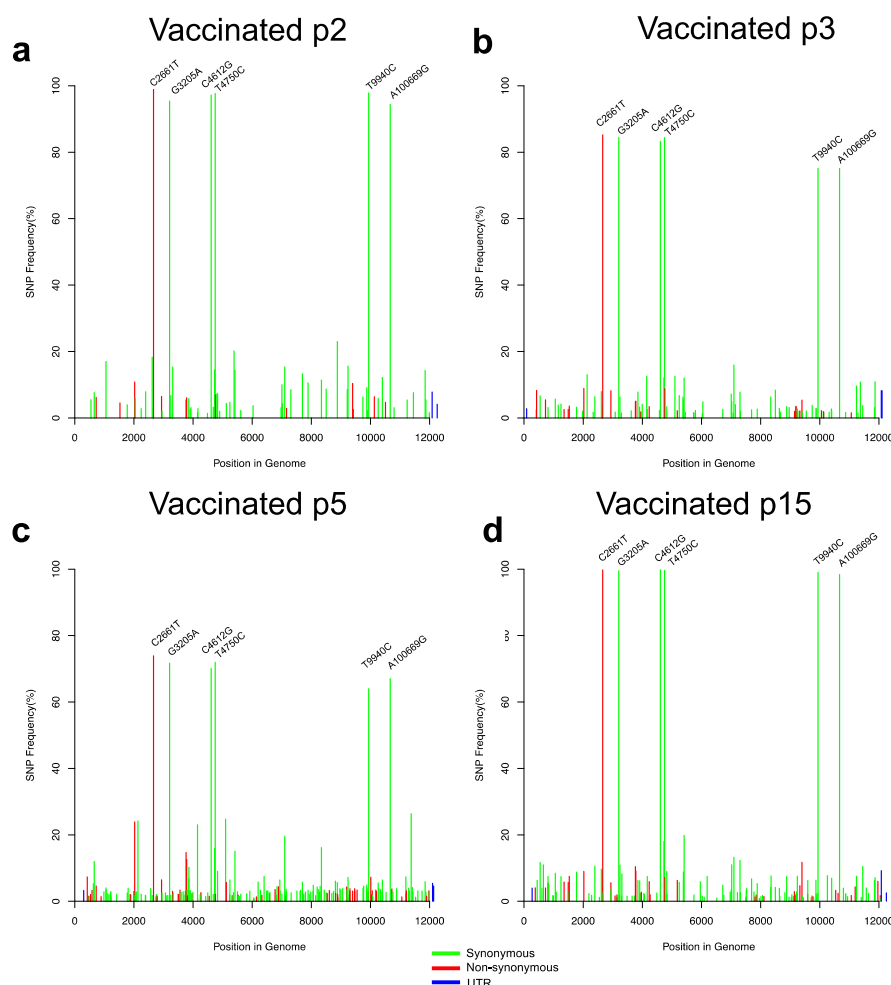 Vaccinated p2
a
C2661T
G3205A
C4612G
T4750C
T9940C
A100669G
100
80
60
40
20
0
SNP Frequency(%)
0 2000 4000 6000 8000 10000 12000
Position in Genome
Vaccinated p3
b
C2661T
G3205A
C4612G
T4750C
T9940C
A100669G
100
80
60
40
20
0
SNP Frequency(%)
0 2000 4000 6000 8000 10000 12000
Position in Genome
Vaccinated p5
c
C2661T
G3205A
C4612G
T4750C
T9940C
A100669G
100
80
60
40
20
0
SNP Frequency(%)
0 2000 4000 6000 8000 10000 12000
Position in Genome
Vaccinated p15
d
C2661T
G3205A
C4612G
T4750C
T9940C
A100669G
100
0
60
40
20
0
SNP Frequency(%)
0 2000 4000 6000 8000 10000 12000
Position in Genome
Synonymous
Non-synonymous
UTR